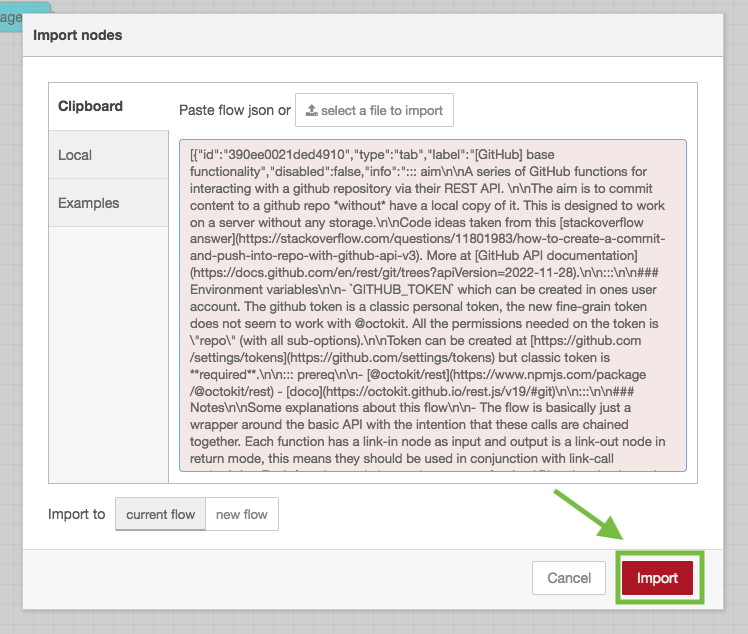 age
Import nodes
Clipboard
Local
Examples
Paste flow json or select a file to import
[{"id":"390ee0021ded4910","type":"tab","label":"[GitHub] base
functionality","disabled":false,"info":"::: aim\n\nA series of GitHub functions for
interacting with a github repository via their REST API. \n\nThe aim is to commit
content to a github repo *without* have a local copy of it. This is designed to work
on a server without any storage.\n\nCode ideas taken from this [stackoverflow
answer](https://stackoverflow.com/questions/11801983/how-to-create-a-commit-
and-push-into-repo-with-github-api-v3). More at [GitHub API documentation]
(https://docs.github.com/en/rest/git/trees?apiVersion=2022-11-28).\n\n:::\n\n###
Environment variables\n\n- `GITHUB_TOKEN` which can be created in ones user
account. The github token is a classic personal token, the new fine-grain token
does not seem to work with @octokit. All the permissions needed on the token is
\"repo\" (with all sub-options).\n\nToken can be created at [https://github.com
/settings/tokens](https://github.com/settings/tokens) but classic token is
**required**.\n\n::: prereq\n\n- [@octokit/rest](https://www.npmjs.com/package
/@octokit/rest) - [doco](https://octokit.github.io/rest.js/v19/#git)\n\n:::\n\n###
Notes\n\nSome explanations about this flow\n\n- The flow is basically just a
wrapper around the basic API with the intention that these calls are chained
together. Each function has a link-in node as input and output is a link-out node in
return mode, this means they should be used in conjunction with link-call
Import to current flow new flow
Cancel Import